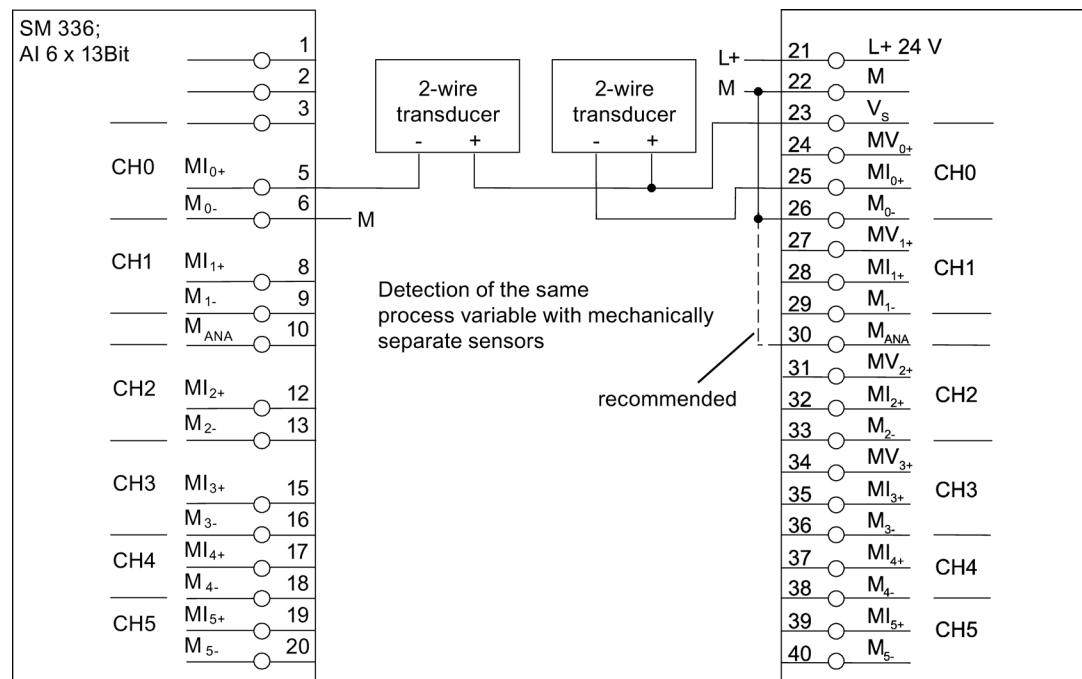 SM 336;
AI 6 x 13Bit
1
2
3
CH0 MI0+ 5
M0- 6
M
CH1 MI1+ 8
M1- 9
MANA 10
CH2 MI2+ 12
M2- 13
CH3 MI3+ 15
M3- 16
CH4 MI4+ 17
M4- 18
CH5 MI5+ 19
M5- 20
2-wire
transducer
- +
2-wire
transducer
- +
Detection of the same
process variable with mechanically
separate sensors
recommended
L+ 21 L+ 24 V
M 22 M
23 VS
24 MV0+
25 MI0+ CH0
26 M0-
27 MV1+
28 MI1+ CH1
29 M1-
30 MANA
31 MV2+
32 MI2+ CH2
33 M2-
34 MV3+
35 MI3+ CH3
36 M3-
37 MI4+ CH4
38 M4-
39 MI5+ CH5
40 M5-